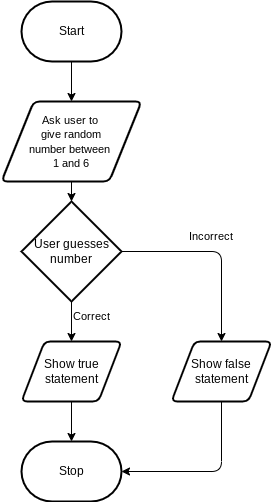 Start
Ask user to
give random
number between
1 and 6
User guesses
number
Incorrect
Correct
Show true
statement
Show false
statement
Stop